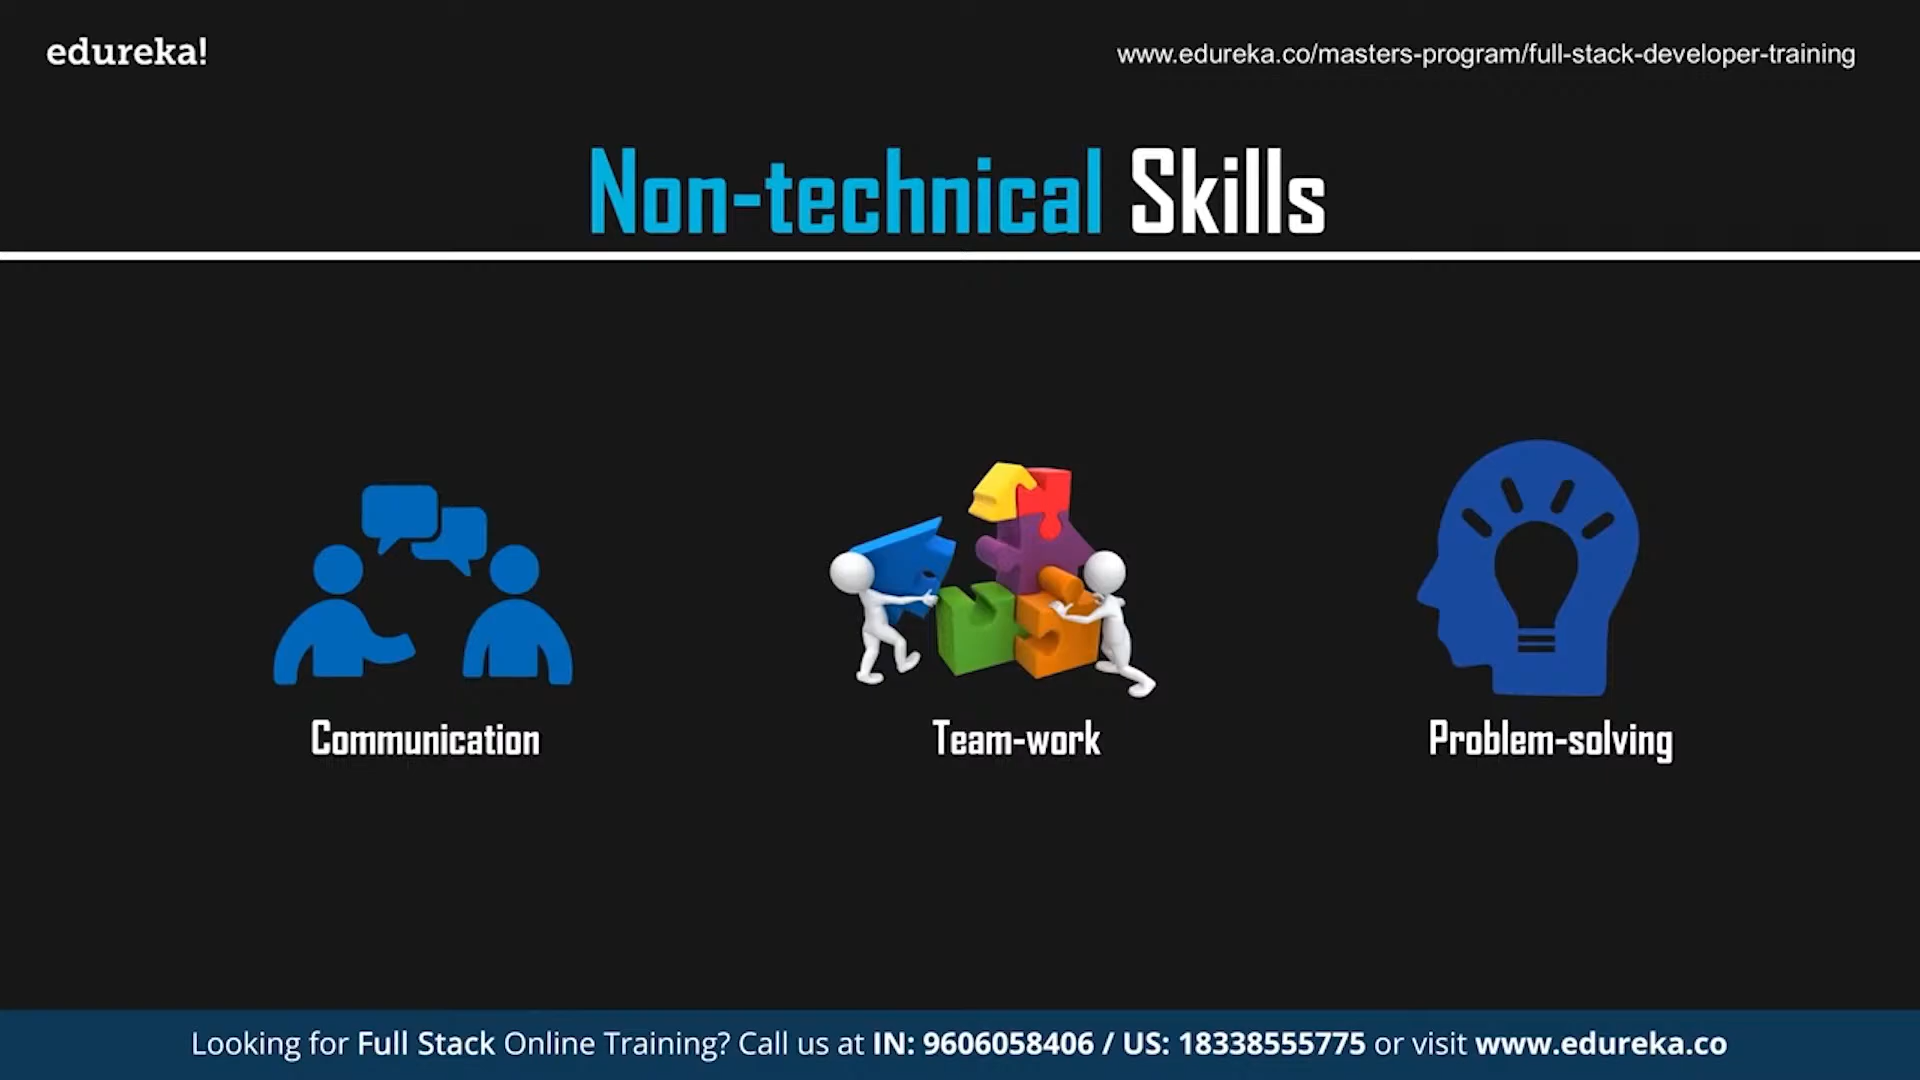 edureka!
www.edureka.co/masters-program/full-stack-developer-training
Non-technical Skills
Communication
Team-work
Problem-solving
Looking for Full Stack Online Training? Call us at IN: 9606058406 / US: 18338555775 or visit www.edureka.co